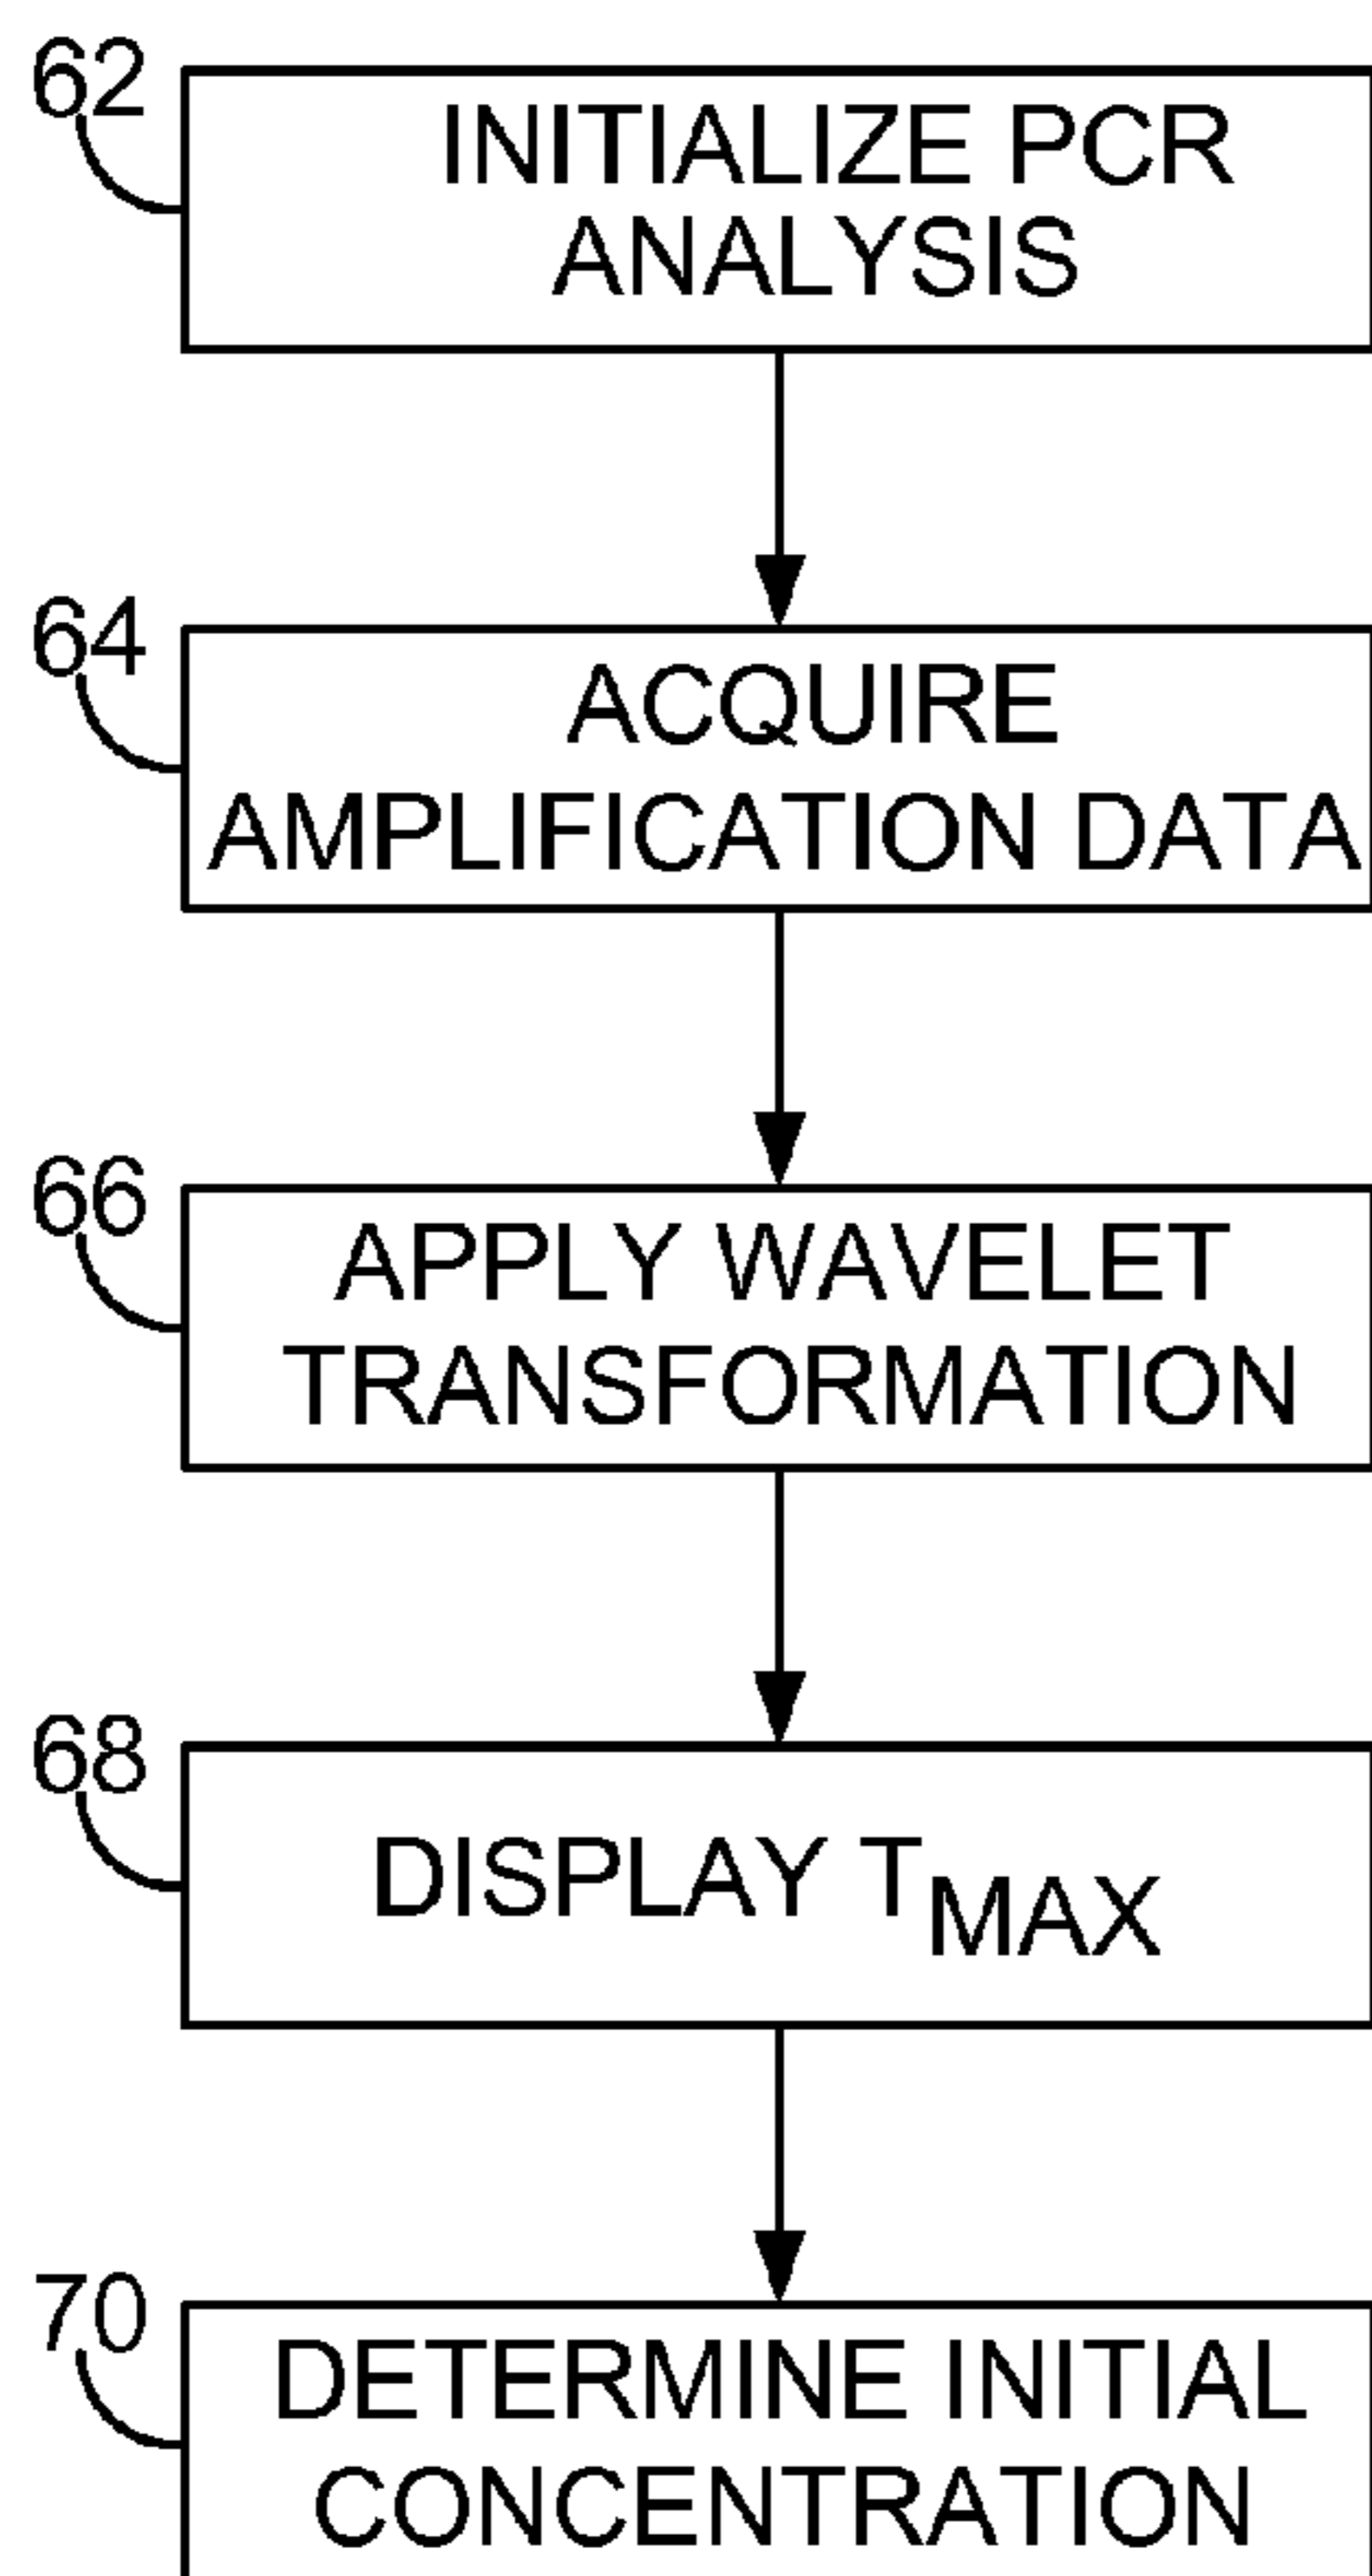 62
INITIALIZE PCR
ANALYSIS
64
ACQUIRE
AMPLIFICATION DATA
66
APPLY WAVELET
TRANSFORMATION
68
DISPLAY TMAX
70
DETERMINE INITIAL
CONCENTRATION